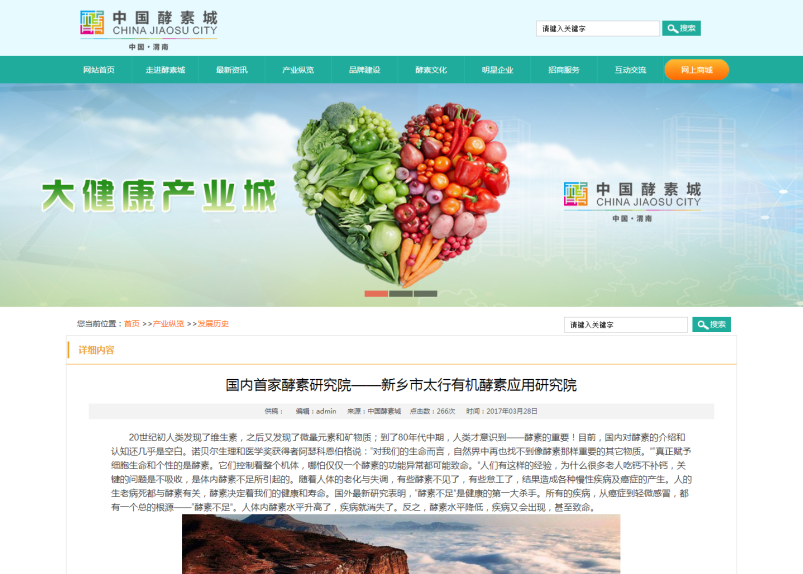 中国酵素城
CHINA JIAOSU CITY
中国·渭南
请键入关键字 搜索
网站首页 走进酵素城 最新资讯 产业纵览 品牌建设 酵素文化 明星企业 招商服务 互动交流 网上商城
大健康产业城
中国酵素城
CHINA JIAOSU CITY
中国·渭南
您当前位置：首页 >>产业纵览 >>发展历史
请键入关键字 搜索
详细内容
国内首家酵素研究院——新乡市太行有机酵素应用研究院
供稿： 编辑：admin 来源：中国酵素城 点击数：266次 时间：2017年03月28日
20世纪初人类发现了维生素，之后又发现了微量元素和矿物质；到了80年代中期，人类才意识到——酵素的重要！目前，国内对酵素的介绍和
认知还几乎是空白。诺贝尔生理和医学奖获得者阿瑟科恩伯格说："对我们的生命而言，自然界中再也找不到像酵素那样重要的其它物质。""真正赋予
细胞生命和个性的是酵素。它们控制着整个机体，哪怕仅仅一个酵素的功能异常都可能致命。"人们有这样的经验，为什么很多老人吃钙不补钙，关
键的问题是不吸收，是体内酵素不足所引起的。随着人体的老化与失调，有些酵素不见了，有些怠工了，结果造成各种慢性疾病及癌症的产生。人的
生老病死都与酵素有关，酵素决定着我们的健康和寿命。国外最新研究表明，"酵素不足"是健康的第一大杀手。所有的疾病，从癌症到轻微感冒，都
有一个总的根源——"酵素不足"。人体内酵素水平升高了，疾病就消失了。反之，酵素水平降低，疾病又会出现，甚至致命。